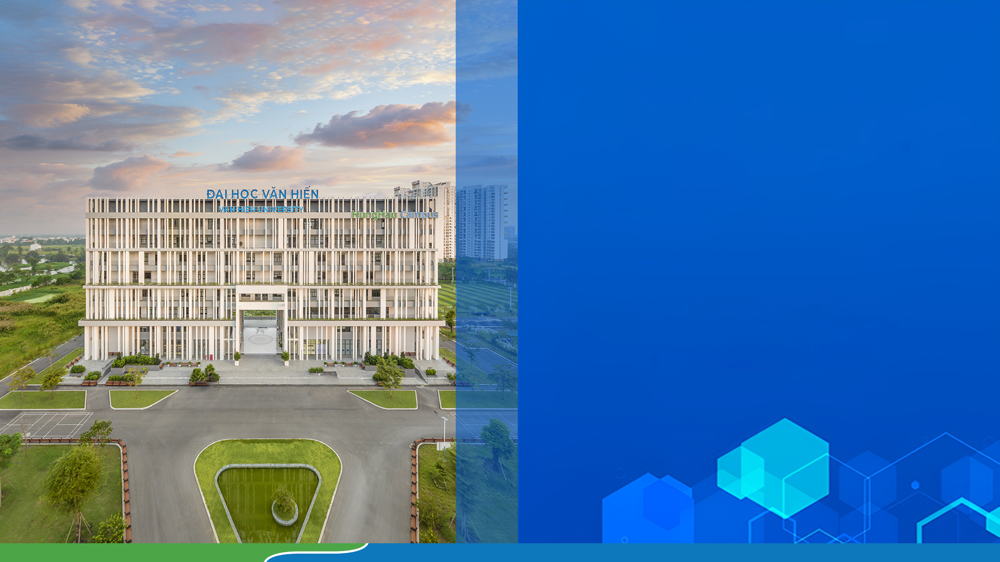 ĐẠI HỌC VĂN HIẾN
VAN HIEN UNIVERSITY
HungHau Campus